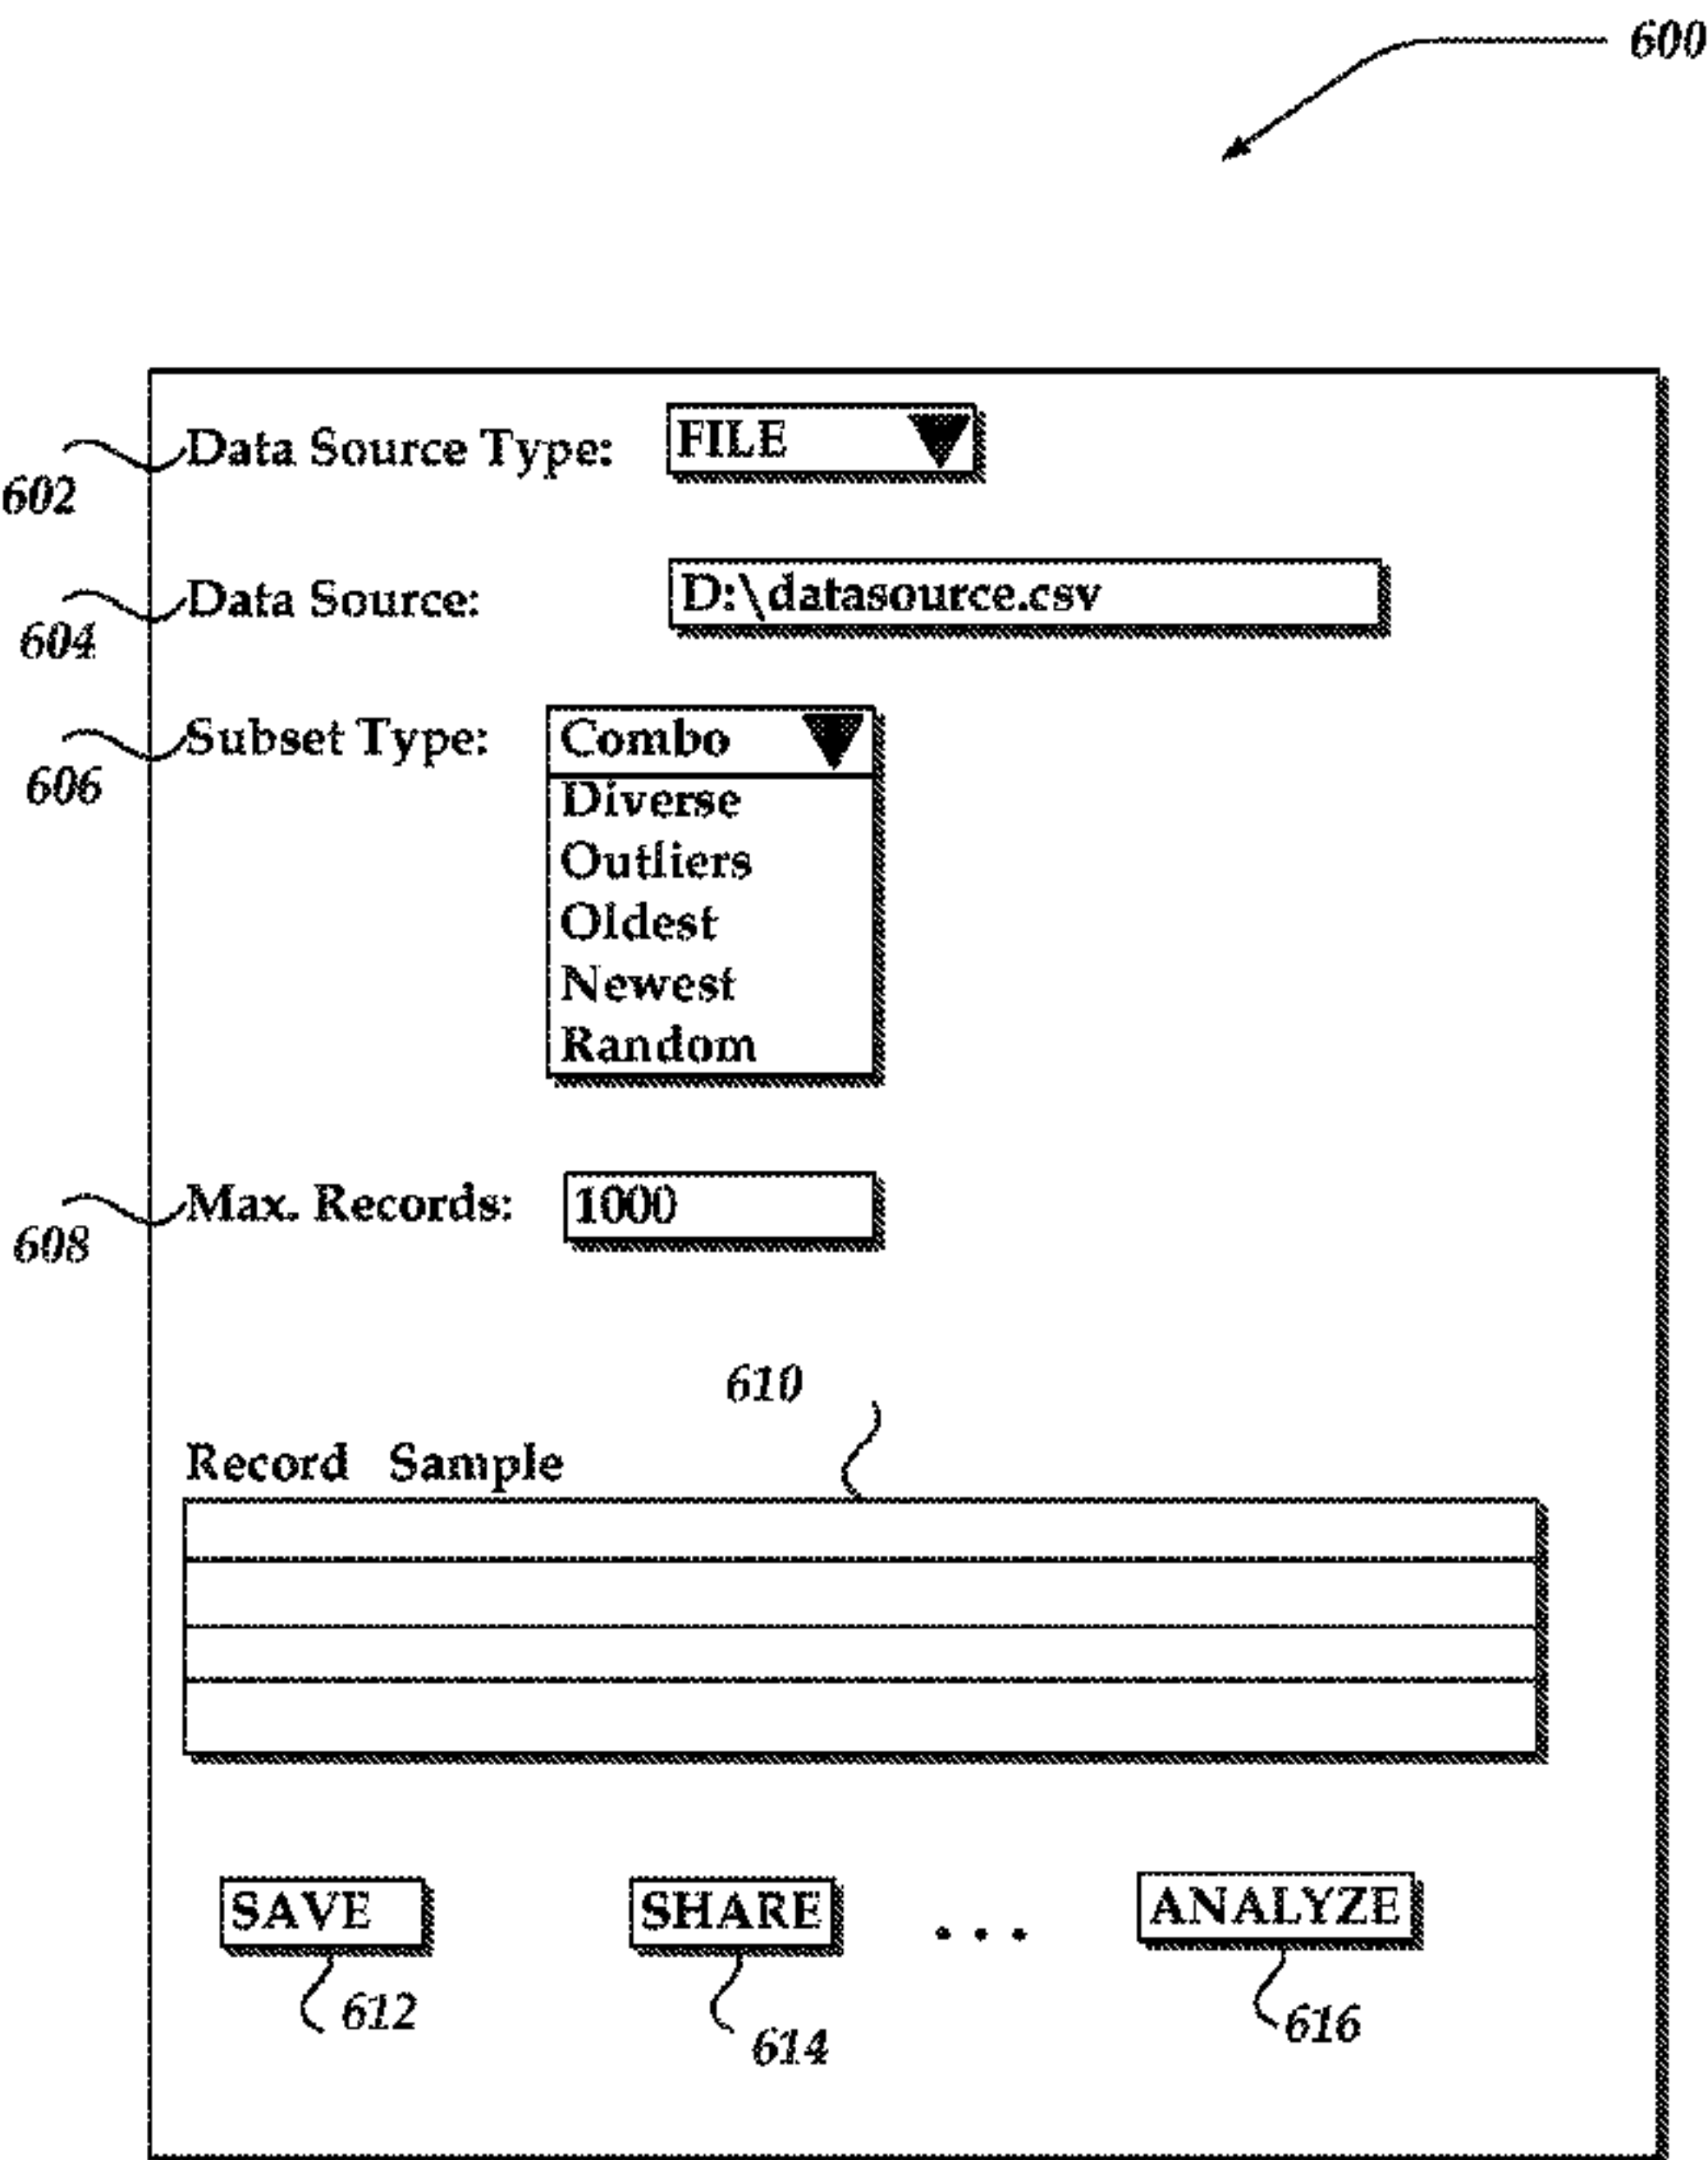 600
Data Source Type: FILE
602
Data Source: D:\datasource.csv
604
Subset Type: Combo
606
Diverse
Outliers
Oldest
Newest
Random
Max. Records: 1000
608
610
Record Sample
SAVE SHARE . . . ANALYZE
612 614 616